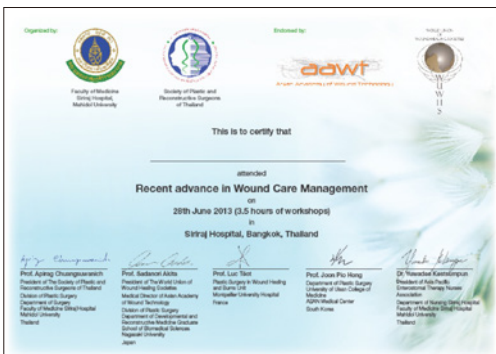 Organized by:
Endorsed by:
aawt
Faculty of Medicine
Siriraj Hospital,
Mahidol University
Society of Plastic and
Reconstructive Surgeons
of Thailand
This is to certify that
attended
Recent advance in Wound Care Management
on
28th June 2013 (3.5 hours of workshops)
in
Siriraj Hospital, Bangkok, Thailand
Prof. Apirag Chuangsuwanich
President of The Society of Plastic and
Reconstructive Surgeons of Thailand
Division of Plastic Surgery
Department of Surgery
Faculty of Medicine Siriraj Hospital
Mahidol University
Thailand
Prof. Sadanori Akita
President of The World Union of
Wound Healing Societies
Medical Director of Asian Academy
of Wound Technology
Division of Plastic Surgery
Department of Developmental and
Reconstructive Medicine Graduate
School of Biomedical Sciences
Nagasaki University
Japan
Prof. Luc Téot
Plastic Surgery in Wound Healing
and Burns Unit
Montpellier University Hospital
France
Prof. Joon Pio Hong
Department of Plastic Surgery
University of Ulsan College of
Medicine
ASAN Medical Center
South Korea
Dr. Yuwadee Kestsumpun
President of Asia Pacific
Enterostomal Therapy Nurses
Association
Department of Nursing Siriraj Hospital
Faculty of Medicine Siriraj Hospital
Mahidol University
Thailand